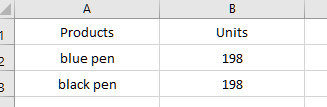 A B
1 Products Units
2 blue pen 198
3 black pen 198